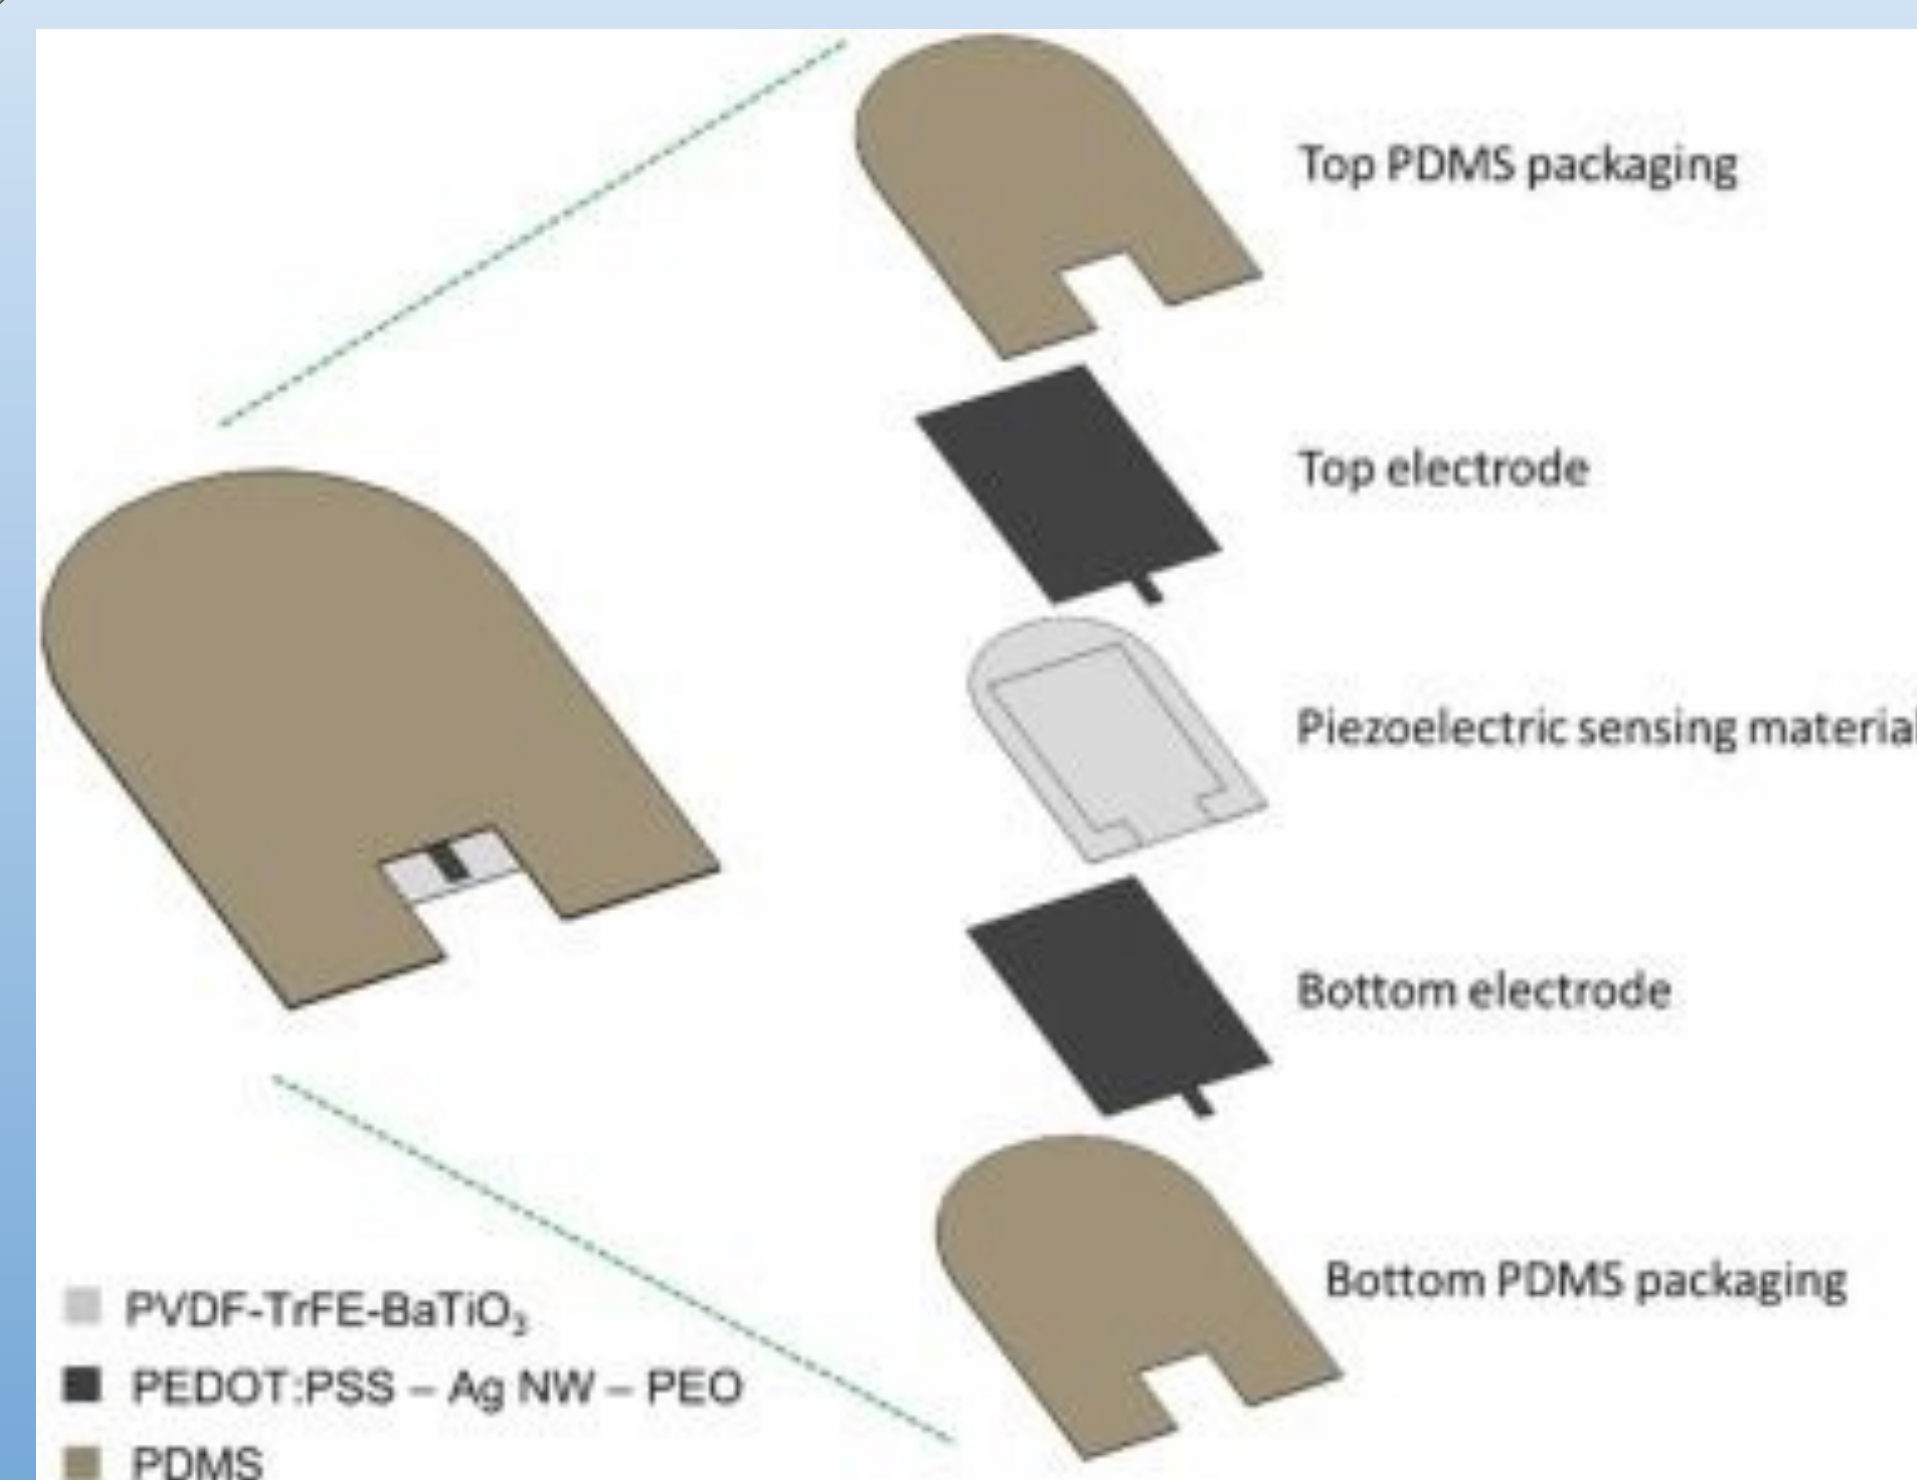 Top PDMS packaging
Top electrode
Piezoelectric sensing material
Bottom electrode
Bottom PDMS packaging
PVDF-TrFE-BaTiO₃
PEDOT:PSS – Ag NW – PEO
PDMS